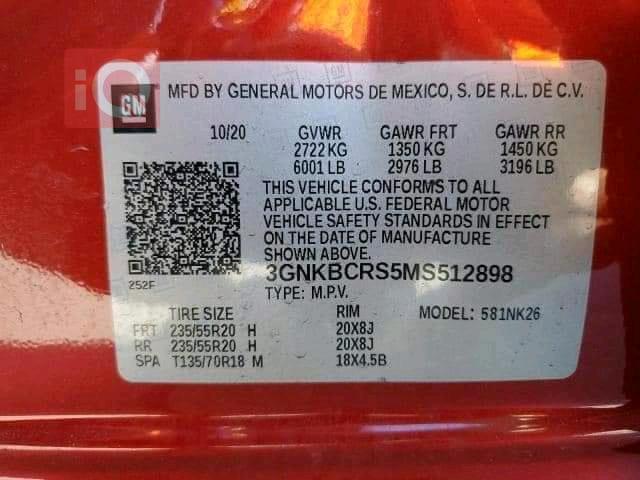 iQ
GM
MFD BY GENERAL MOTORS DE MEXICO, S. DE R.L. DE C.V.
10/20 GVWR GAWR FRT GAWR RR
2722 KG 1350 KG 1450 KG
6001 LB 2976 LB 3196 LB
THIS VEHICLE CONFORMS TO ALL
APPLICABLE U.S. FEDERAL MOTOR
VEHICLE SAFETY STANDARDS IN EFFECT
ON THE DATE OF MANUFACTURE
SHOWN ABOVE.
3GNKBCRS5MS512898
252F
TYPE: M.P.V.
TIRE SIZE RIM MODEL: 581NK26
FRT 235/55R20 H 20X8J
RR 235/55R20 H 20X8J
SPA T135/70R18 M 18X4.5B